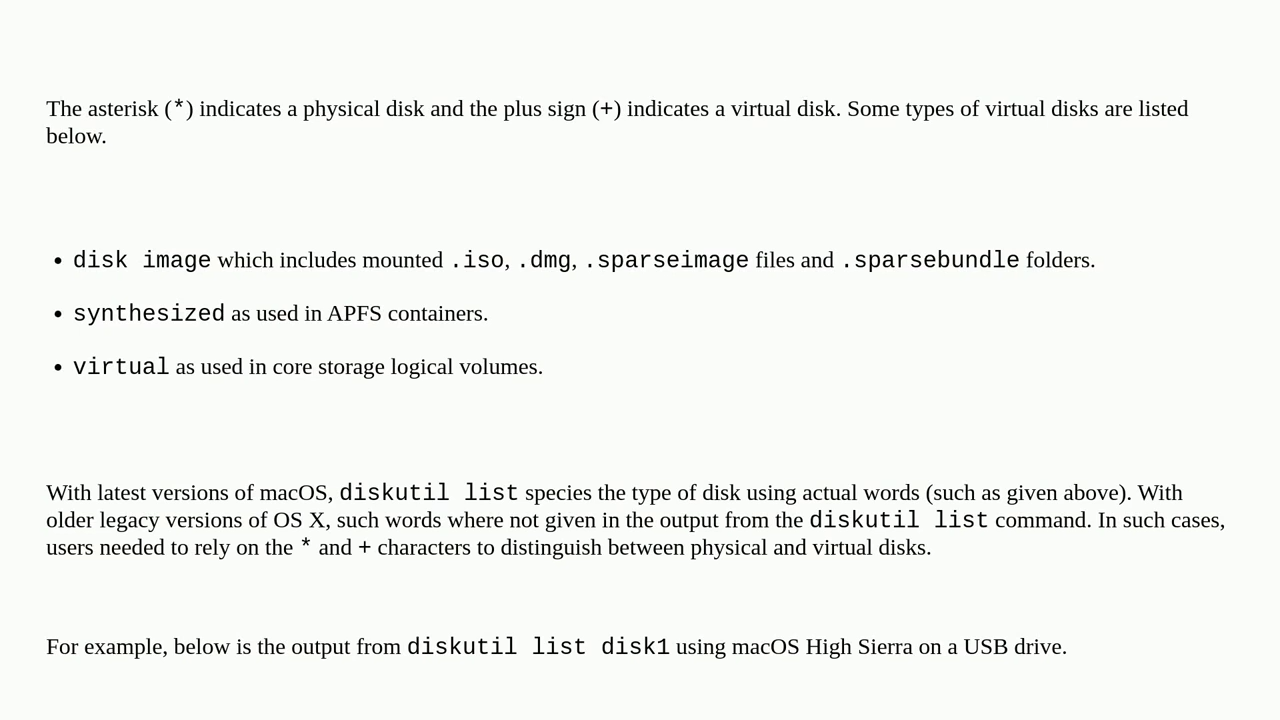 The asterisk (*) indicates a physical disk and the plus sign (+) indicates a virtual disk. Some types of virtual disks are listed
below.
• disk image which includes mounted .iso, .dmg, .sparseimage files and .sparsebundle folders.
• synthesized as used in APFS containers.
• virtual as used in core storage logical volumes.
With latest versions of macOS, diskutil list species the type of disk using actual words (such as given above). With
older legacy versions of OS X, such words where not given in the output from the diskutil list command. In such cases,
users needed to rely on the * and + characters to distinguish between physical and virtual disks.
For example, below is the output from diskutil list disk1 using macOS High Sierra on a USB drive.